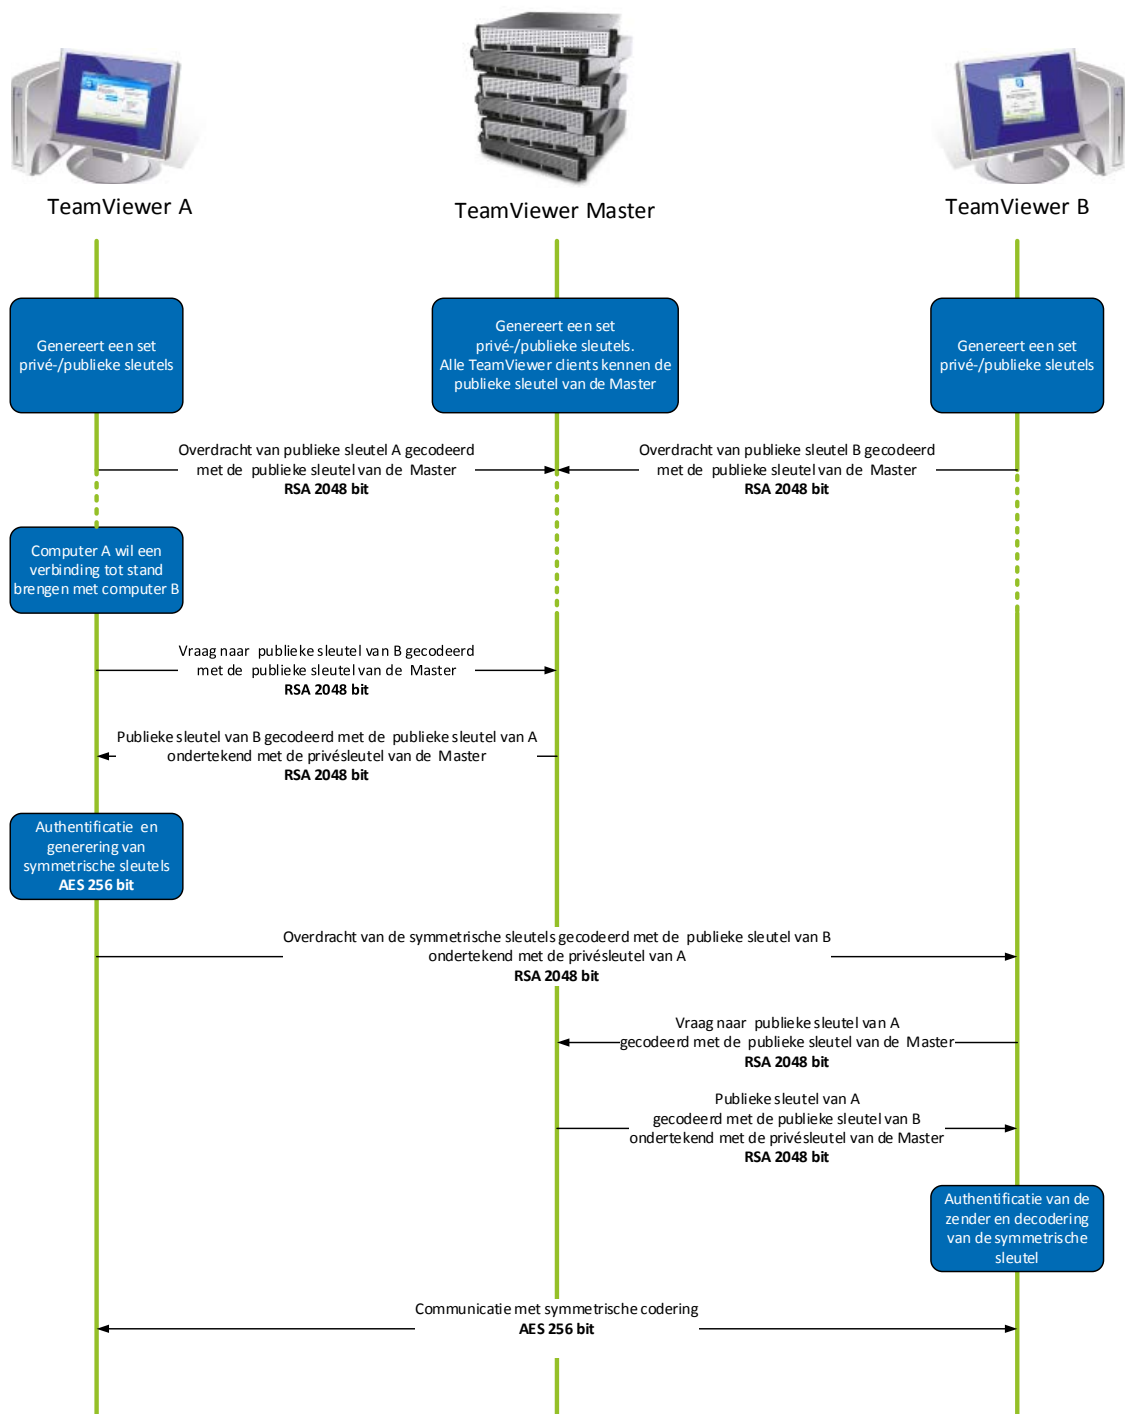 TeamViewer A
TeamViewer Master
TeamViewer B
Genereert een set
privé-/publieke sleutels
Genereert een set
privé-/publieke sleutels.
Alle TeamViewer clients kennen de
publieke sleutel van de Master
Genereert een set
privé-/publieke sleutels
Overdracht van publieke sleutel A gecodeerd
met de publieke sleutel van de Master
RSA 2048 bit
Overdracht van publieke sleutel B gecodeerd
met de publieke sleutel van de Master
RSA 2048 bit
Computer A wil een
verbinding tot stand
brengen met computer B
Vraag naar publieke sleutel van B gecodeerd
met de publieke sleutel van de Master
RSA 2048 bit
Publieke sleutel van B gecodeerd met de publieke sleutel van A
ondertekend met de privésleutel van de Master
RSA 2048 bit
Authentificatie en
generering van
symmetrische sleutels
AES 256 bit
Overdracht van de symmetrische sleutels gecodeerd met de publieke sleutel van B
ondertekend met de privésleutel van A
RSA 2048 bit
Vraag naar publieke sleutel van A
gecodeerd met de publieke sleutel van de Master
RSA 2048 bit
Publieke sleutel van A
gecodeerd met de publieke sleutel van B
ondertekend met de privésleutel van de Master
RSA 2048 bit
Authentificatie van de
zender en decodering
van de symmetrische
sleutel
Communicatie met symmetrische codering
AES 256 bit